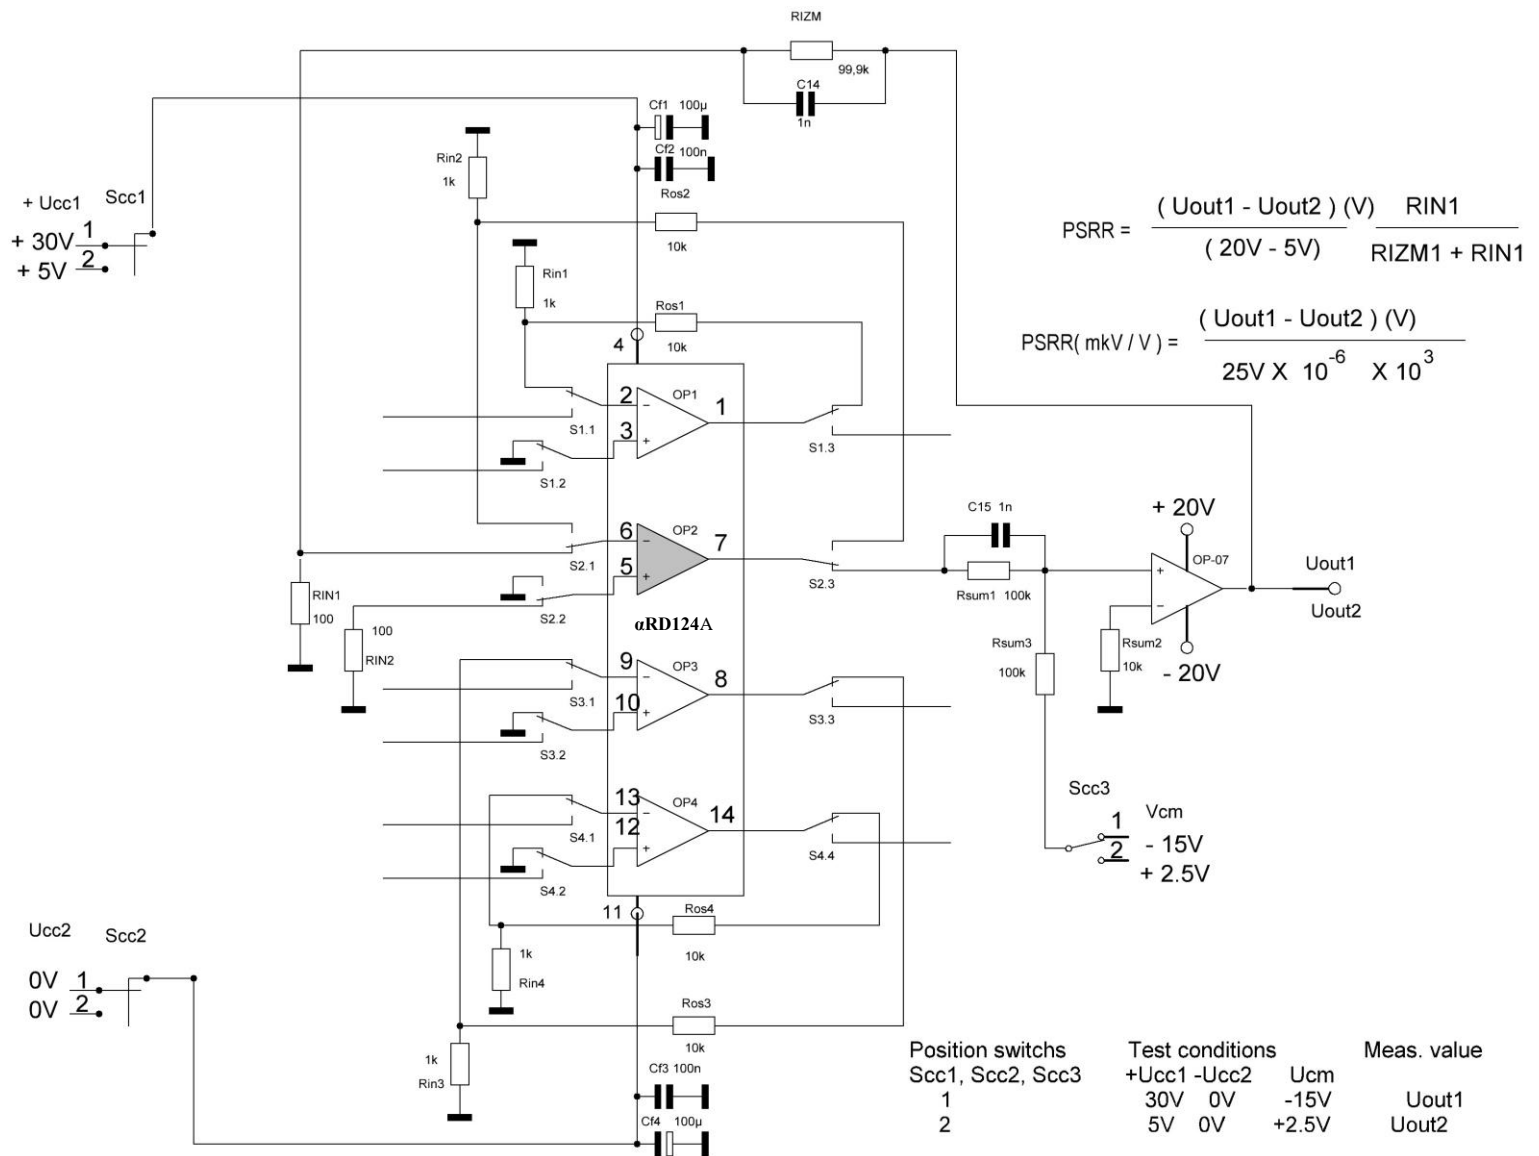 RIZM
99,9k
C14
1n
Cf1 100µ
Cf2 100n
Rin2
1k
Ros2
10k
+ Ucc1 Scc1
+ 30V 1
+ 5V 2
Rin1
1k
Ros1
10k
4
PSRR = ( Uout1 - Uout2 ) (V) RIN1
( 20V - 5V) RIZM1 + RIN1
PSRR( mkV / V ) = ( Uout1 - Uout2 ) (V)
25V X 10 -6 X 10 3
2 − OP1 1
3 +
S1.1
S1.2
S1.3
6 − OP2 7
5 +
S2.1
S2.2
S2.3
αRD124A
RIN1
100
100
RIN2
C15 1n
Rsum1 100k
+ 20V
OP-07
+
−
- 20V
Uout1
Uout2
Rsum2
10k
Rsum3
100k
9 − OP3 8
10 +
S3.1
S3.2
S3.3
13 − OP4 14
12 +
S4.1
S4.2
S4.4
Scc3
1 Vcm
- 15V
2
+ 2.5V
11
Ros4
10k
1k
Rin4
Ucc2 Scc2
0V 1
0V 2
Ros3
10k
1k
Rin3
Cf3 100n
Cf4 100µ
Position switchs Test conditions Meas. value
Scc1, Scc2, Scc3 +Ucc1 -Ucc2 Ucm
1 30V 0V -15V Uout1
2 5V 0V +2.5V Uout2